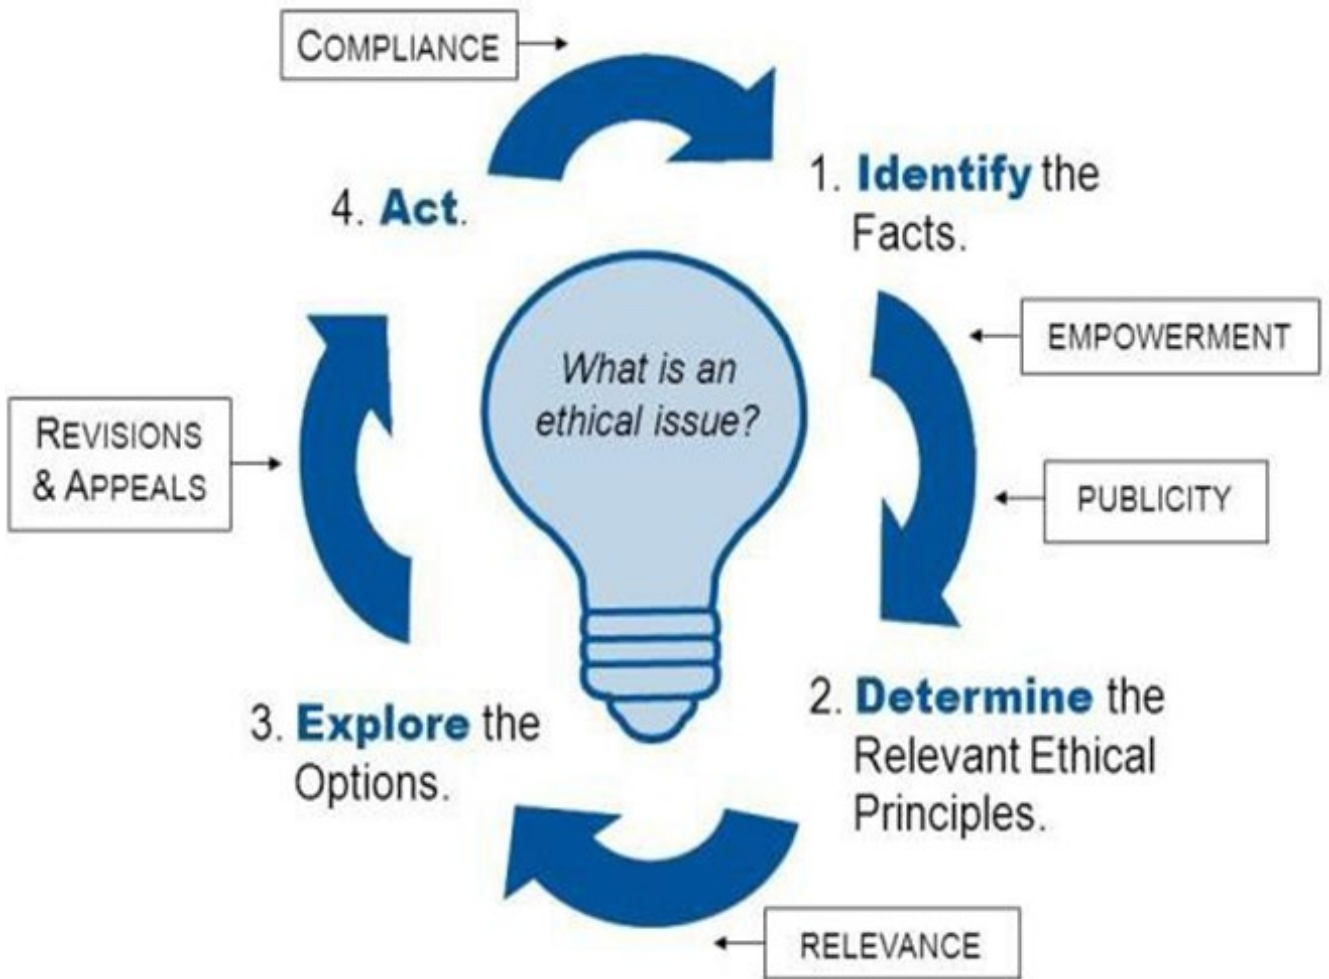 COMPLIANCE
1. Identify the
Facts.
4. Act.
EMPOWERMENT
What is an
ethical issue?
REVISIONS
& APPEALS
PUBLICITY
2. Determine the
Relevant Ethical
Principles.
3. Explore the
Options.
RELEVANCE